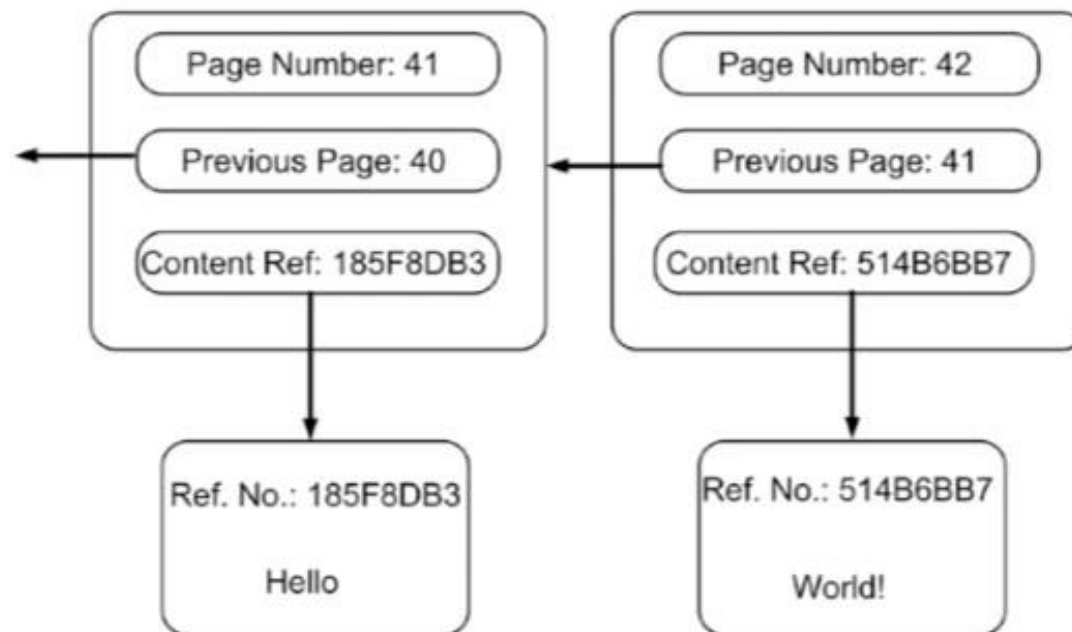 Page Number: 41
Previous Page: 40
Content Ref: 185F8DB3
Ref. No.: 185F8DB3
Hello
Page Number: 42
Previous Page: 41
Content Ref: 514B6BB7
Ref. No.: 514B6BB7
World!